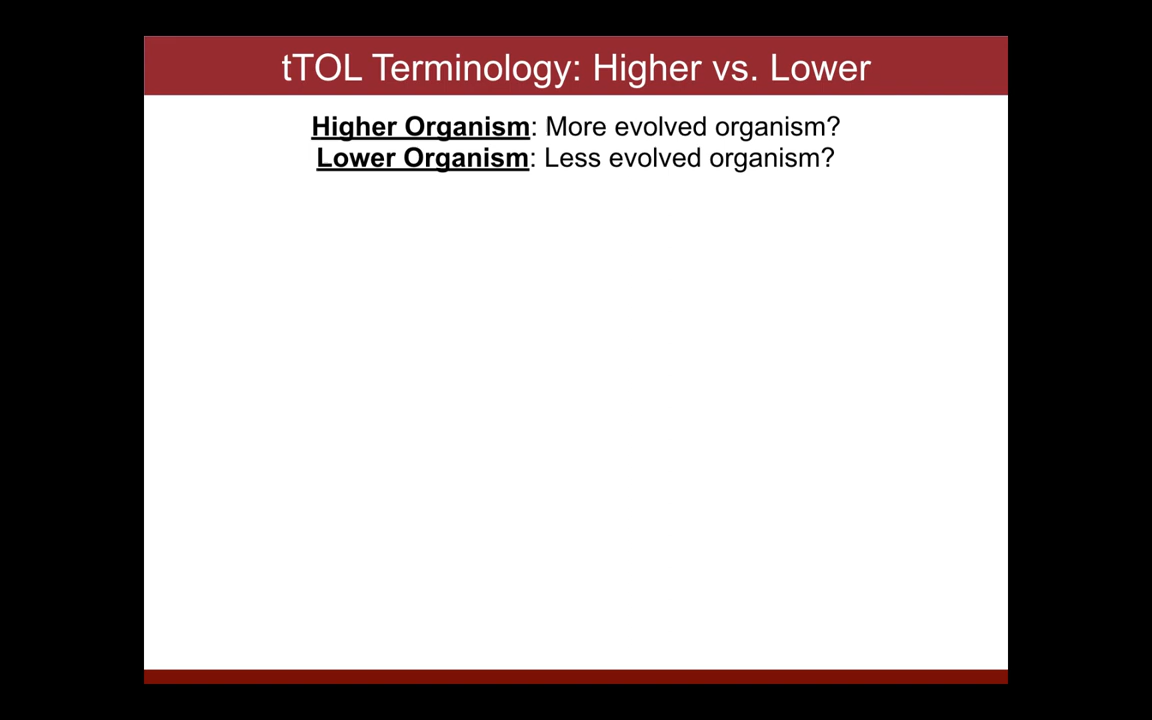 tTOL Terminology: Higher vs. Lower
Higher Organism: More evolved organism?
Lower Organism: Less evolved organism?